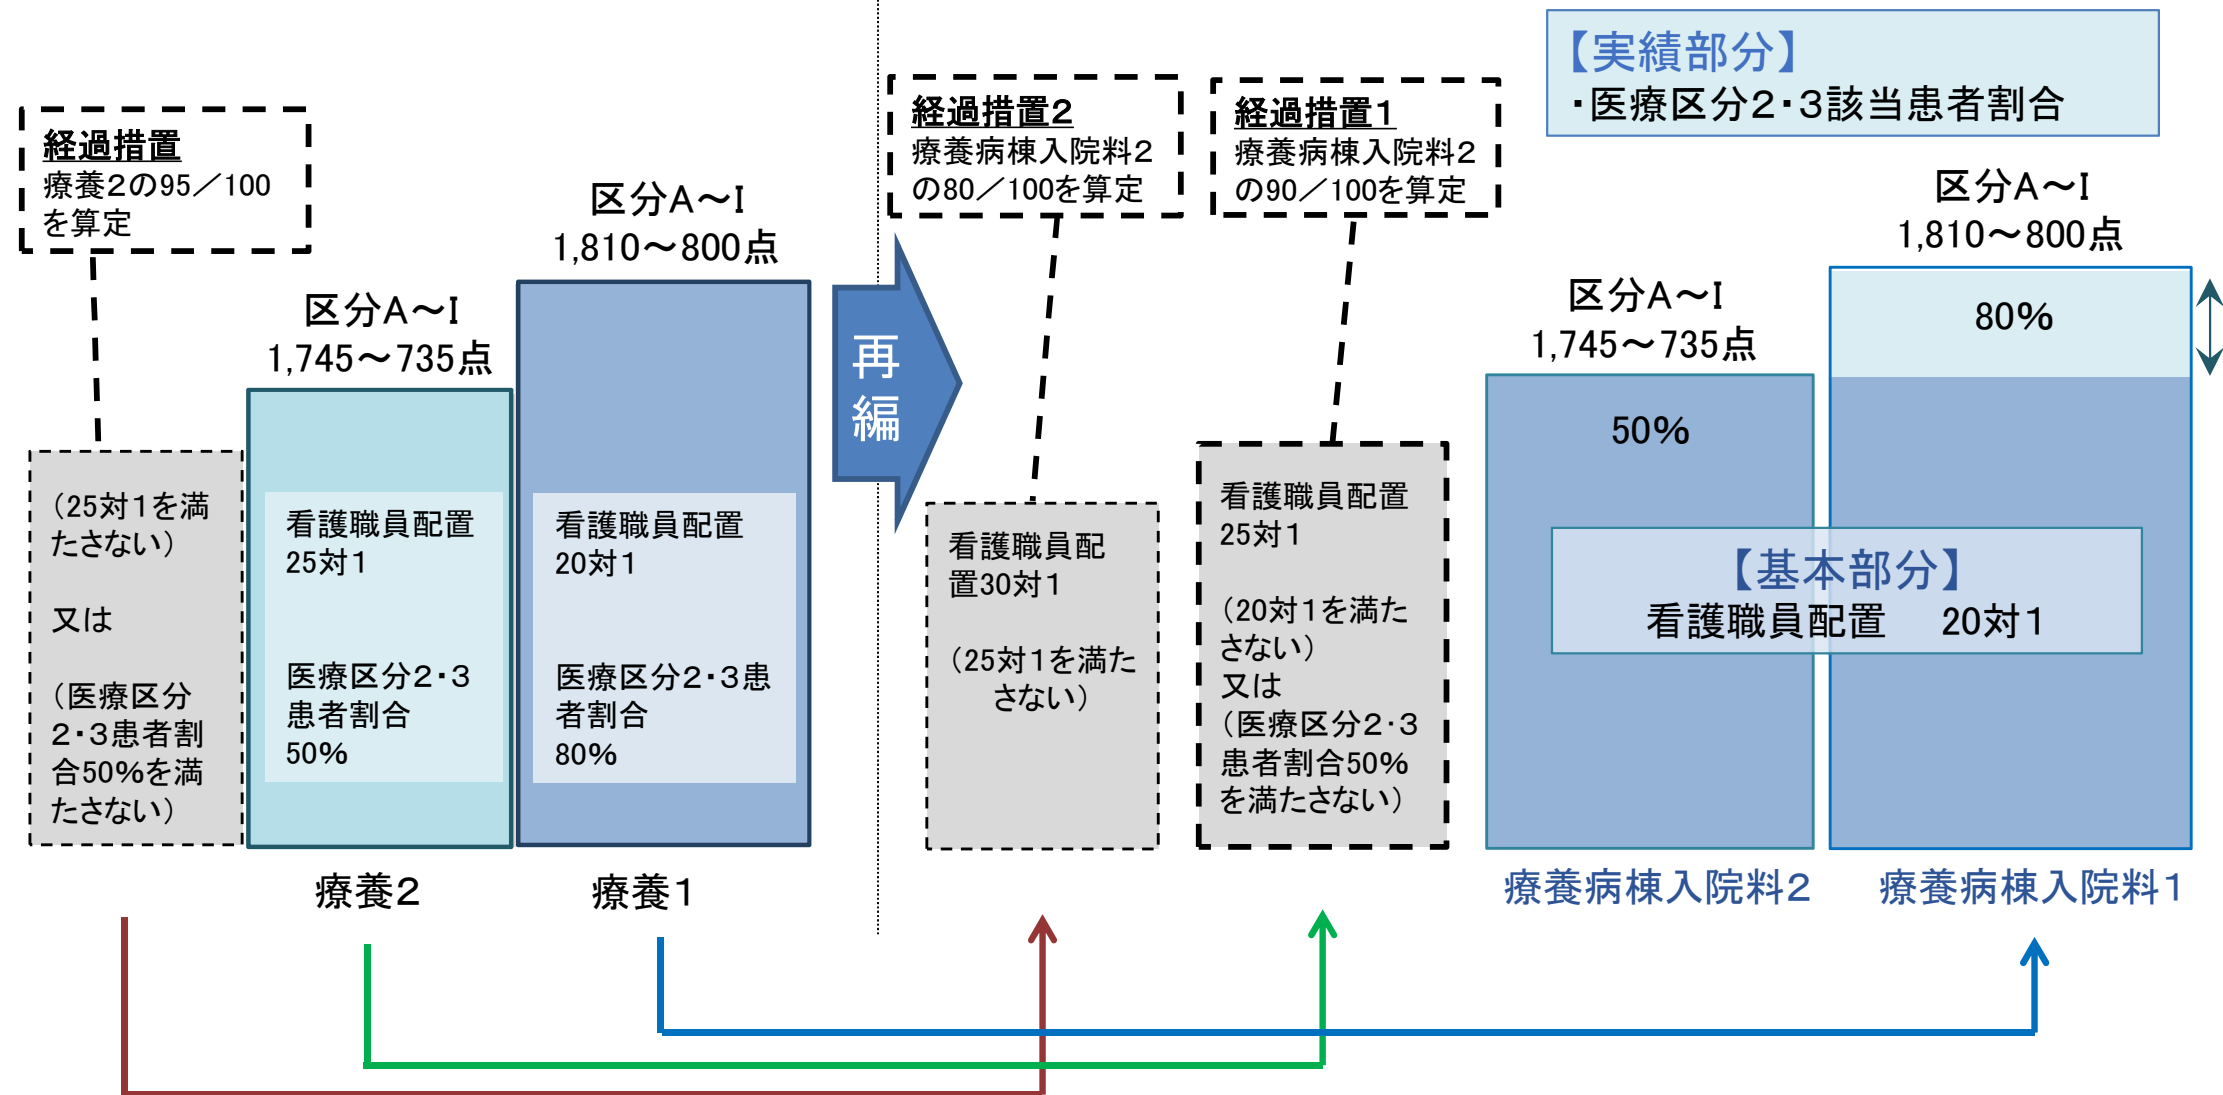 経過措置
療養２の95／100
を算定
区分A～I
1,745～735点
区分A～I
1,810～800点
（25対１を満
たさない）
又は
（医療区分
２・３患者割
合50%を満
たさない）
看護職員配置
25対１
医療区分２・３
患者割合
50%
看護職員配置
20対１
医療区分２・３患
者割合
80%
療養２
療養１
再
編
経過措置２
療養病棟入院料２
の80／100を算定
経過措置１
療養病棟入院料２
の90／100を算定
【実績部分】
・医療区分２・３該当患者割合
区分A～I
1,745～735点
区分A～I
1,810～800点
看護職員配
置30対１
（25対１を満た
さない）
看護職員配置
25対１
（20対１を満た
さない）
又は
（医療区分２・３
患者割合50%
を満たさない）
50%
80%
【基本部分】
看護職員配置　20対１
療養病棟入院料２
療養病棟入院料１